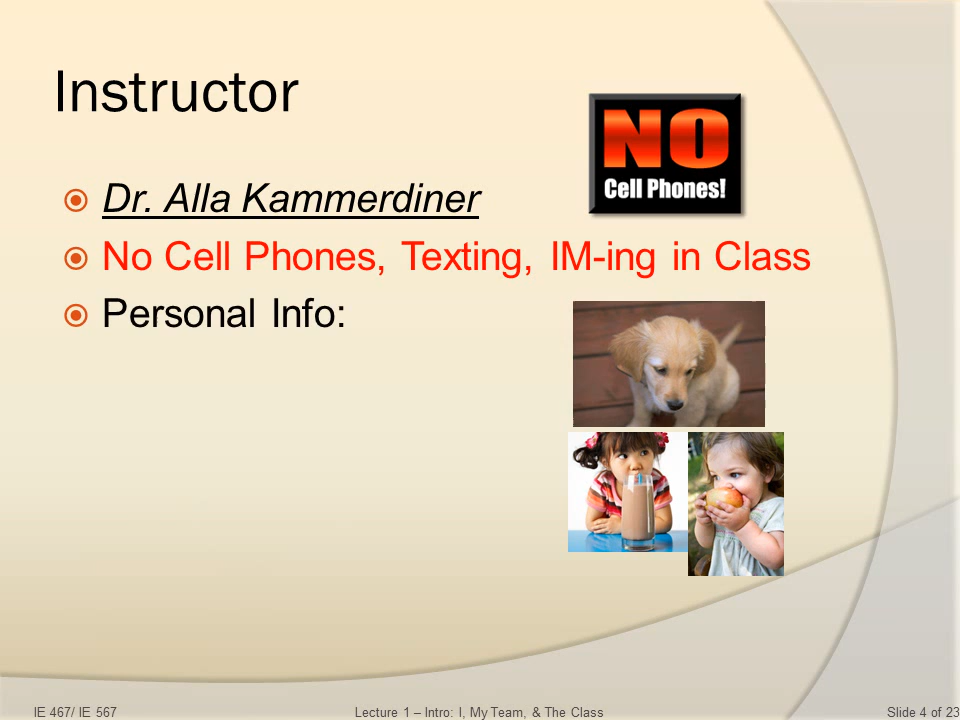 Instructor
NO
Cell Phones!
Dr. Alla Kammerdiner
No Cell Phones, Texting, IM-ing in Class
Personal Info:
IE 467/ IE 567
Lecture 1 – Intro: I, My Team, & The Class
Slide 4 of 23